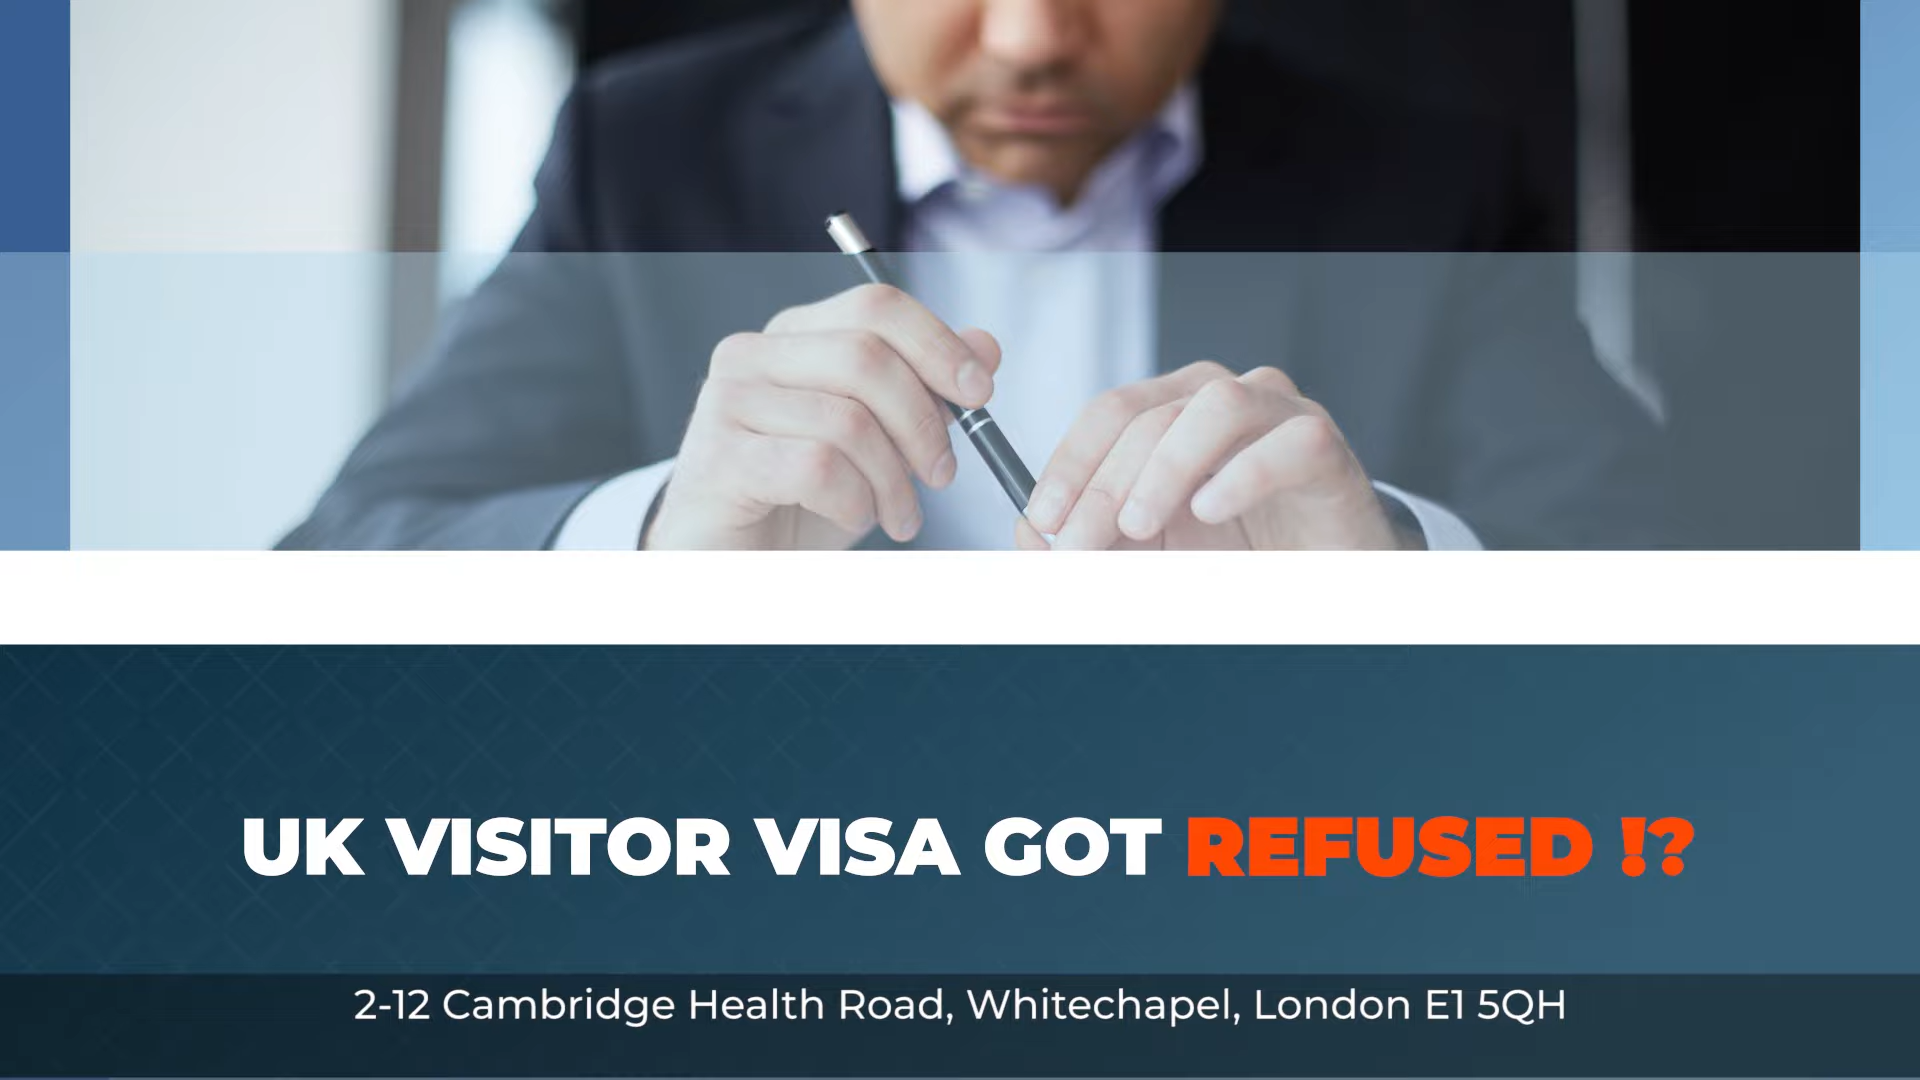 UK VISITOR VISA GOT REFUSED !?
2-12 Cambridge Health Road, Whitechapel, London E1 5QH